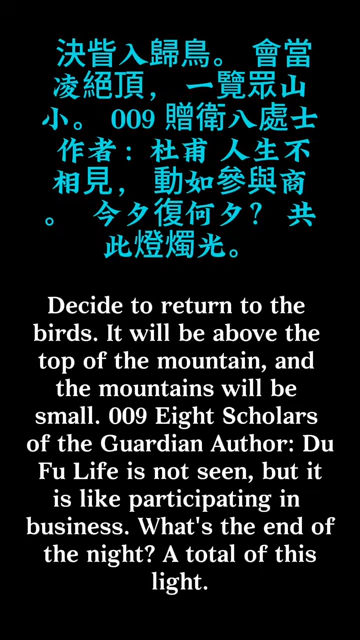 決眥入歸鳥。 會當
凌絕頂， 一覽眾山
小。 009 贈衛八處士
作者：杜甫 人生不
相見， 動如參與商
。 今夕復何夕？ 共
此燈燭光。
Decide to return to the
birds. It will be above the
top of the mountain, and
the mountains will be
small. 009 Eight Scholars
of the Guardian Author: Du
Fu Life is not seen, but it
is like participating in
business. What's the end of
the night? A total of this
light.